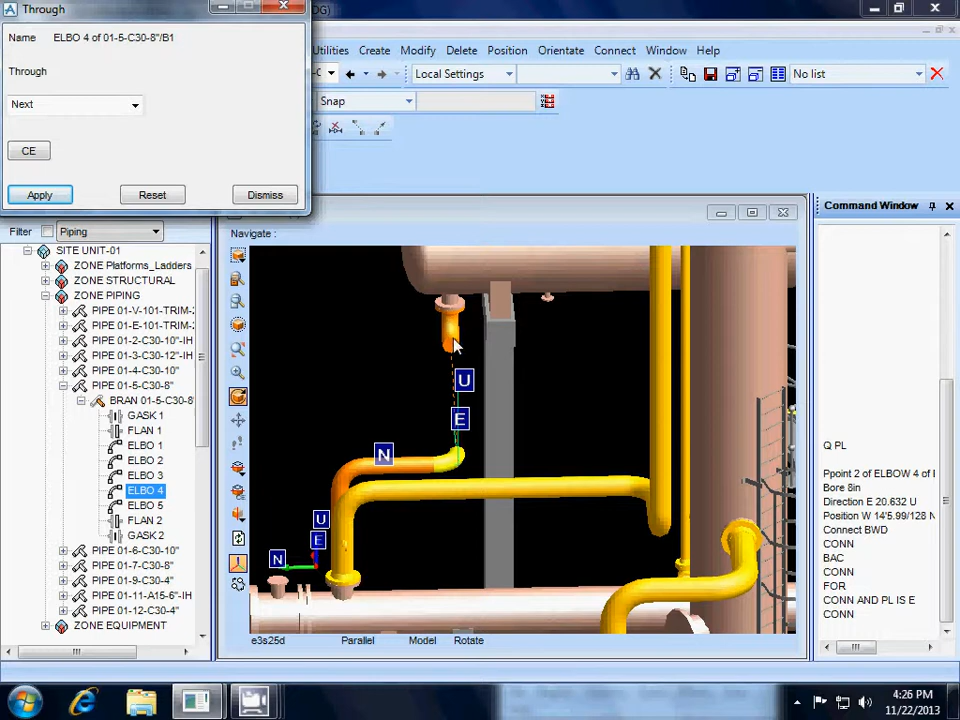 Through
OG)
Name ELBO 4 of 01-5-C30-8"/B1
Through
Next
CE
Apply Reset Dismiss
Utilities Create Modify Delete Position Orientate Connect Window Help
Local Settings
No list
Snap
Filter Piping
SITE UNIT-01
ZONE Platforms_Ladders
ZONE STRUCTURAL
ZONE PIPING
PIPE 01-V-101-TRIM-2
PIPE 01-E-101-TRIM-2
PIPE 01-2-C30-10"-IH
PIPE 01-3-C30-12"-IH
PIPE 01-4-C30-10"
PIPE 01-5-C30-8"
BRAN 01-5-C30-8"
GASK 1
FLAN 1
ELBO 1
ELBO 2
ELBO 3
ELBO 4
ELBO 5
FLAN 2
GASK 2
PIPE 01-6-C30-10"
PIPE 01-7-C30-8"
PIPE 01-9-C30-4"
PIPE 01-11-A15-6"-IH
PIPE 01-12-C30-4"
ZONE EQUIPMENT
Navigate :
U
E
N
U
E
N
e3s25d Parallel Model Rotate
Command Window
Q PL
Ppoint 2 of ELBOW 4 of
Bore 8in
Direction E 20.632 U
Position W 14'5.99/128 N
Connect BWD
CONN
BAC
CONN
FOR
CONN AND PL IS E
CONN
4:26 PM
11/22/2013